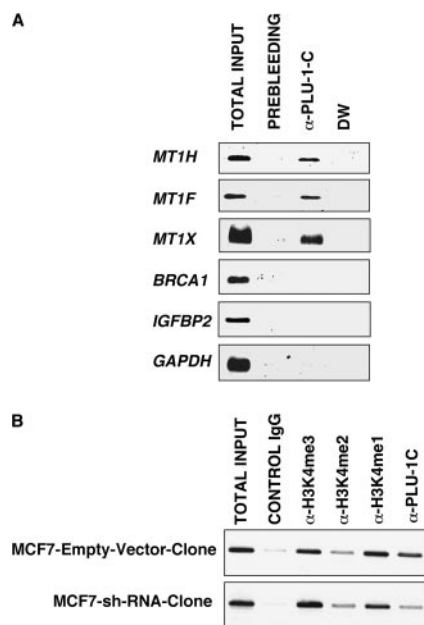 A
TOTAL INPUT
PREBLEEDING
α-PLU-1-C
DW
MT1H
MT1F
MT1X
BRCA1
IGFBP2
GAPDH
B
TOTAL INPUT
CONTROL IgG
α-H3K4me3
α-H3K4me2
α-H3K4me1
α-PLU-1C
MCF7-Empty-Vector-Clone
MCF7-sh-RNA-Clone